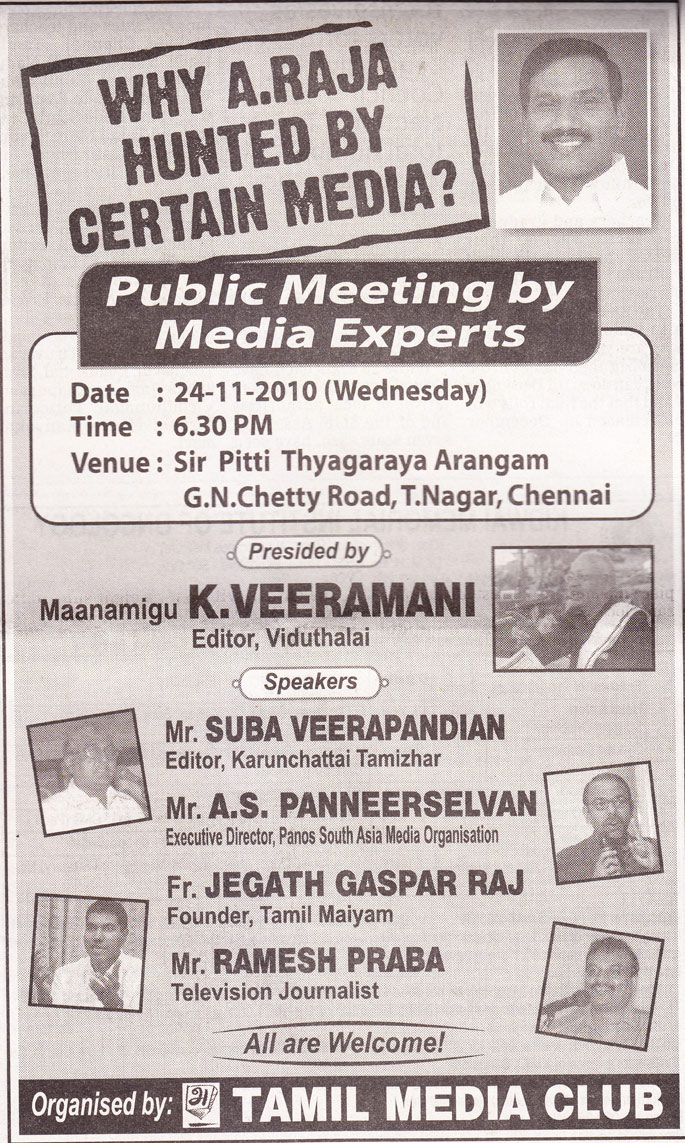 WHY A.RAJA
HUNTED BY
CERTAIN MEDIA?
Public Meeting by
Media Experts
Date : 24-11-2010 (Wednesday)
Time : 6.30 PM
Venue : Sir Pitti Thyagaraya Arangam
G.N.Chetty Road, T.Nagar, Chennai
Presided by
Maanamigu K.VEERAMANI
Editor, Viduthalai
Speakers
Mr. SUBA VEERAPANDIAN
Editor, Karunchattai Tamizhar
Mr. A.S. PANNEERSELVAN
Executive Director, Panos South Asia Media Organisation
Fr. JEGATH GASPAR RAJ
Founder, Tamil Maiyam
Mr. RAMESH PRABA
Television Journalist
All are Welcome!
Organised by: TAMIL MEDIA CLUB